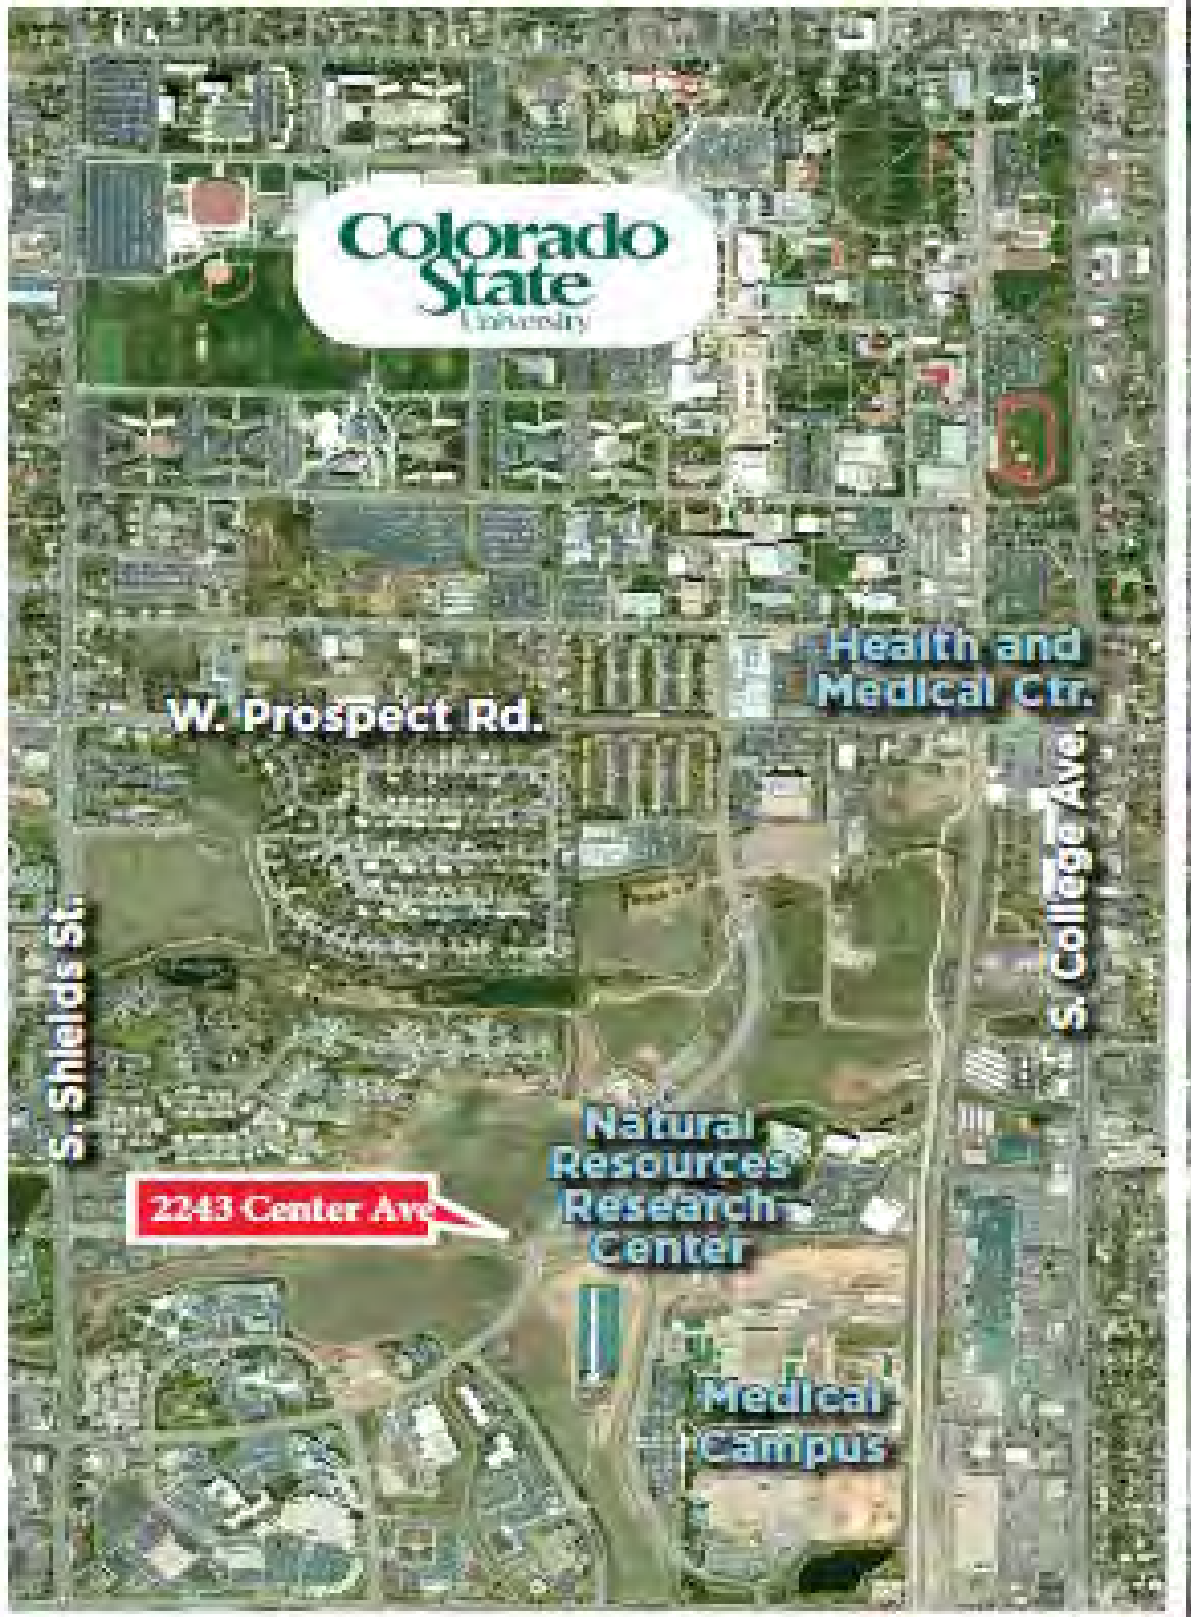 Colorado
State
University
Health and
Medical Ctr.
W. Prospect Rd.
S. College Ave.
S. Shields St.
Natural
Resources
Research
Center
2243 Center Ave
Medical
Campus